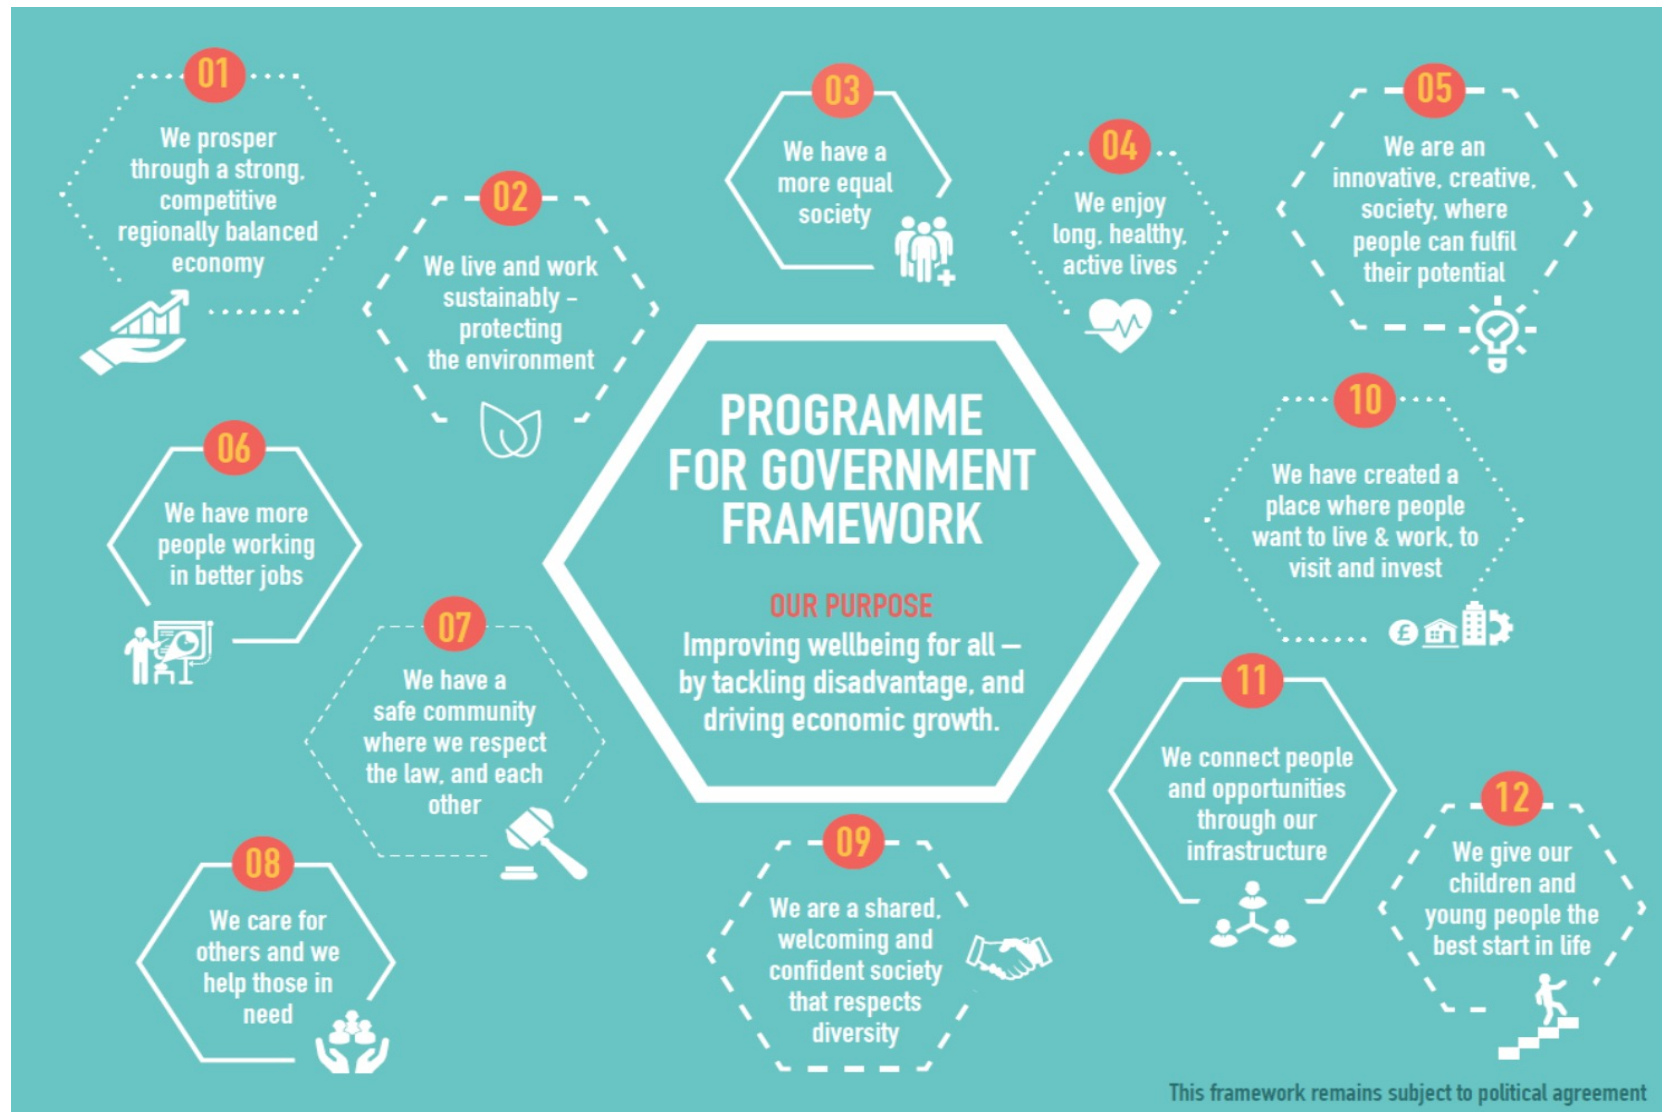 01
We prosper
through a strong,
competitive
regionally balanced
economy
02
We live and work
sustainably –
protecting
the environment
03
We have a
more equal
society
04
We enjoy
long, healthy,
active lives
05
We are an
innovative, creative,
society, where
people can fulfil
their potential
PROGRAMME
FOR GOVERNMENT
FRAMEWORK
OUR PURPOSE
Improving wellbeing for all –
by tackling disadvantage, and
driving economic growth.
06
We have more
people working
in better jobs
07
We have a
safe community
where we respect
the law, and each
other
08
We care for
others and we
help those in
need
09
We are a shared,
welcoming and
confident society
that respects
diversity
10
We have created a
place where people
want to live & work, to
visit and invest
£
11
We connect people
and opportunities
through our
infrastructure
12
We give our
children and
young people the
best start in life
This framework remains subject to political agreement